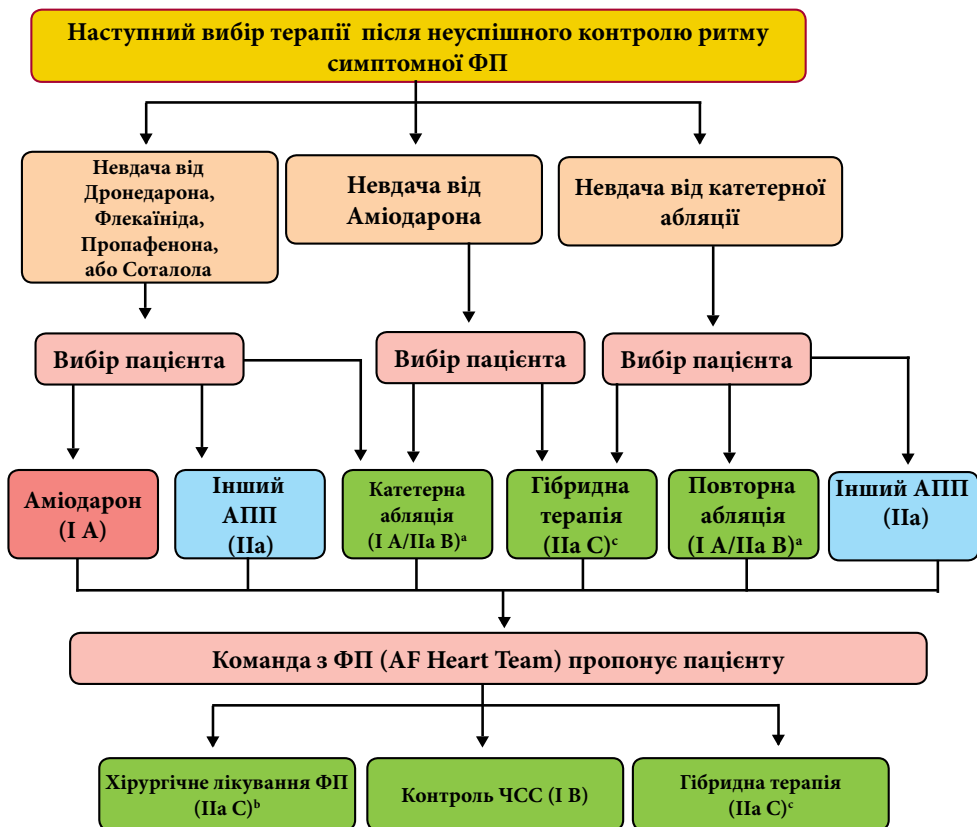 Наступний вибір терапії після неуспішного контролю ритму
симптомної ФП
Невдача від
Дронедарона,
Флекаїніда,
Пропафенона,
або Соталола
Невдача від
Аміодарона
Невдача від катетерної
абляції
Вибір пацієнта
Вибір пацієнта
Вибір пацієнта
Аміодарон
(I A)
Інший
АПП
(IIa)
Катетерна
абляція
(I A/IIa B)ᵃ
Гібридна
терапія
(IIa C)ᶜ
Повторна
абляція
(I A/IIa B)ᵃ
Інший АПП
(IIa)
Команда з ФП (AF Heart Team) пропонує пацієнту
Хірургічне лікування ФП
(IIa C)ᵇ
Контроль ЧСС (I B)
Гібридна терапія
(IIa C)ᶜ